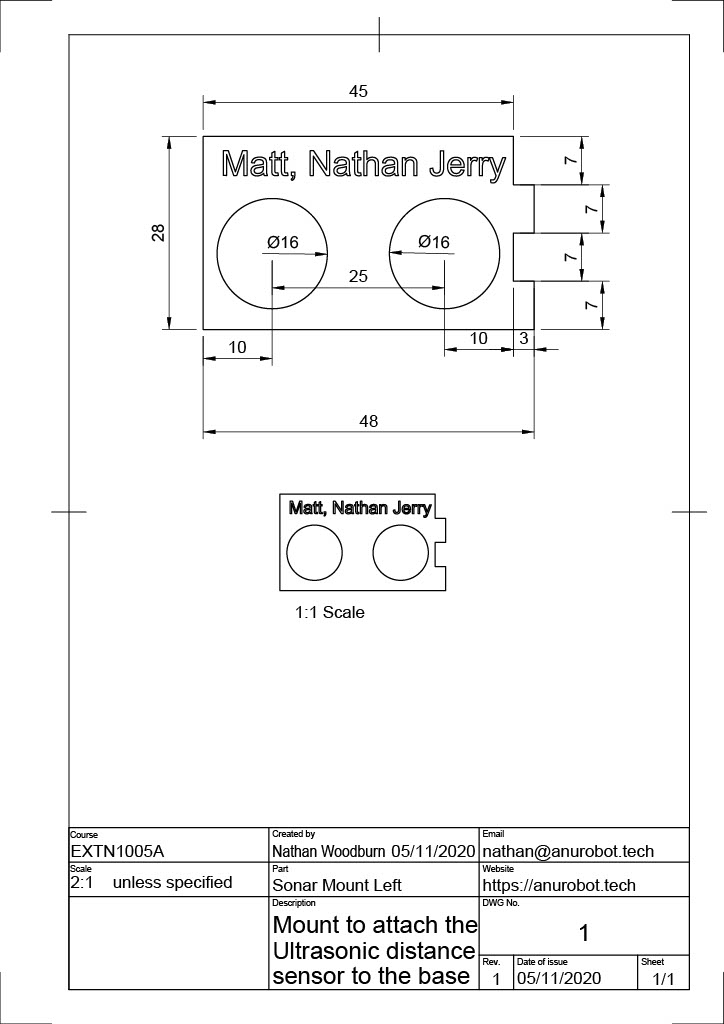 45
Matt, Nathan Jerry
7
7
28
Ø16
Ø16
7
25
7
10
10
3
48
Matt, Nathan Jerry
1:1 Scale
Course
Created by
Email
EXTN1005A
Nathan Woodburn 05/11/2020
nathan@anurobot.tech
Scale
Part
Website
2:1 unless specified
Sonar Mount Left
https://anurobot.tech
Description
DWG No.
Mount to attach the
Ultrasonic distance
sensor to the base
1
Rev.
Date of issue
Sheet
1
05/11/2020
1/1